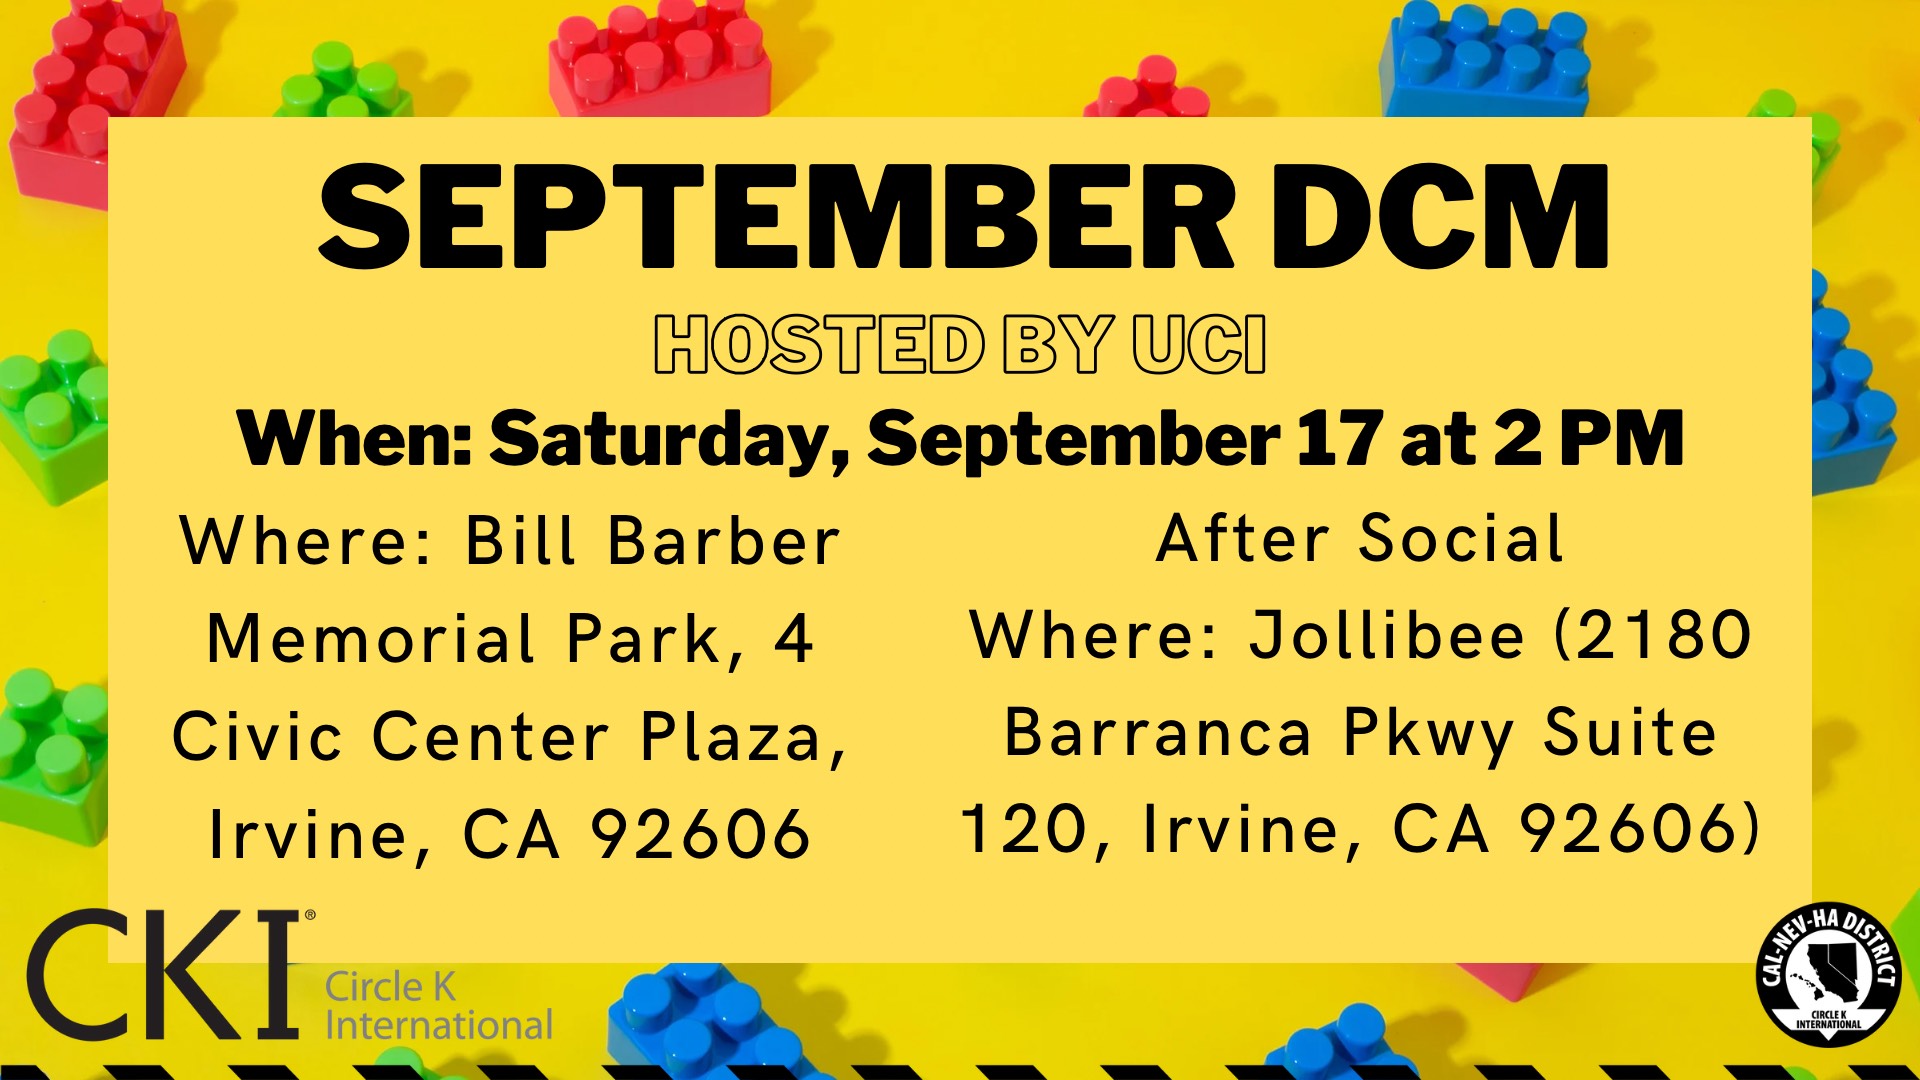 SEPTEMBER DCM
HOSTED BY UCI
When: Saturday, September 17 at 2 PM
Where: Bill Barber
Memorial Park, 4
Civic Center Plaza,
Irvine, CA 92606
After Social
Where: Jollibee (2180
Barranca Pkwy Suite
120, Irvine, CA 92606)
CKI®
Circle K
International
CAL-NEV-HA DISTRICT
CIRCLE K
INTERNATIONAL